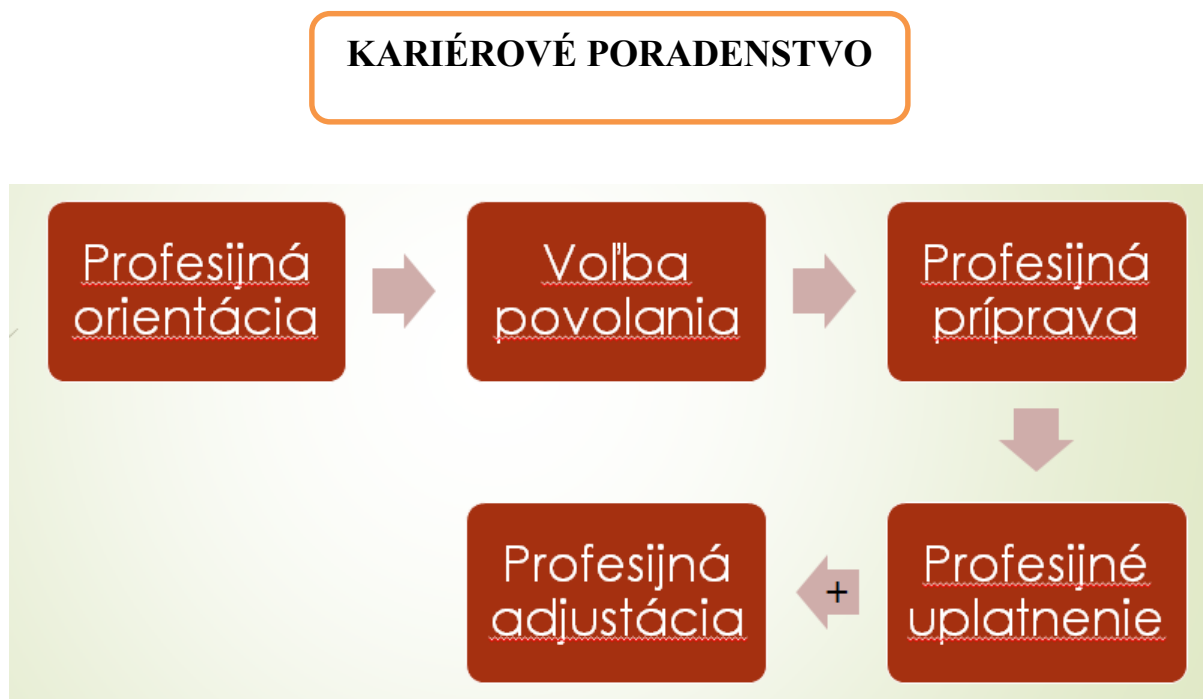 KARIÉROVÉ PORADENSTVO
Profesijná
orientácia
Voľba
povolania
Profesijná
príprava
Profesijné
uplatnenie
+
Profesijná
adjustácia